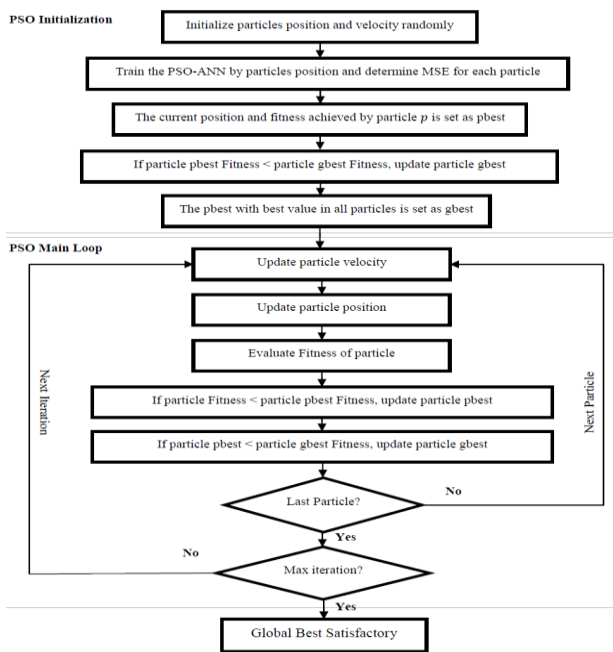 PSO Initialization
Initialize particles position and velocity randomly
Train the PSO-ANN by particles position and determine MSE for each particle
The current position and fitness achieved by particle p is set as pbest
If particle pbest Fitness < particle gbest Fitness, update particle gbest
The pbest with best value in all particles is set as gbest
PSO Main Loop
Update particle velocity
Update particle position
Evaluate Fitness of particle
If particle Fitness < particle pbest Fitness, update particle pbest
If particle pbest < particle gbest Fitness, update particle gbest
Next Iteration
Next Particle
Last Particle?
No
Yes
No
Max iteration?
Yes
Global Best Satisfactory